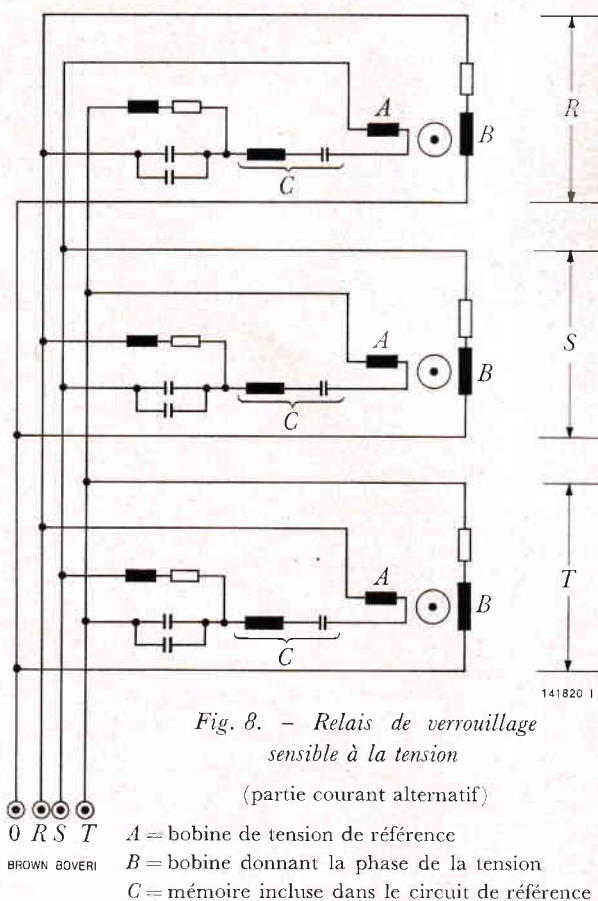 A
B
R
C
A
B
S
C
A
B
T
C
141820 I
Fig. 8. – Relais de verrouillage
sensible à la tension
(partie courant alternatif)
0 R S T
BROWN BOVERI
A = bobine de tension de référence
B = bobine donnant la phase de la tension
C = mémoire incluse dans le circuit de référence